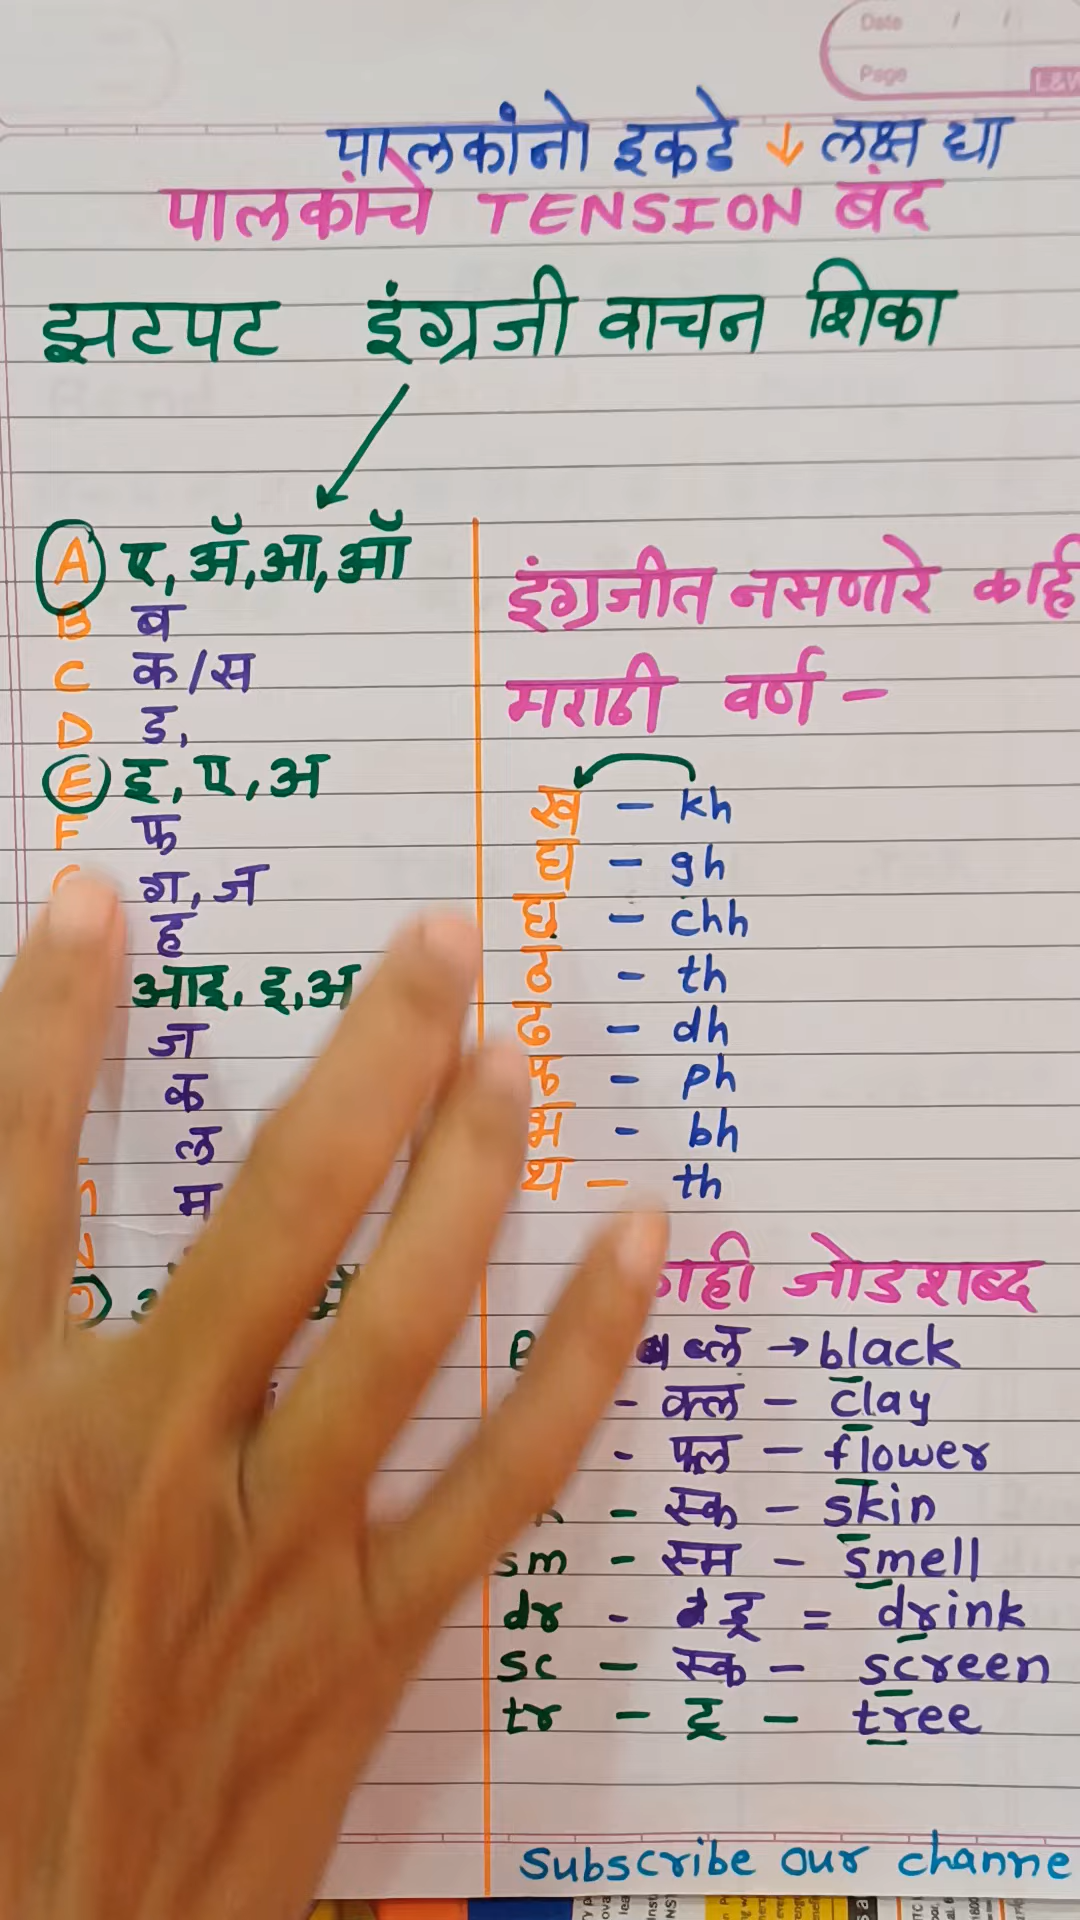 Date / /
Page
L&W
पालकांनो इकडे ↓ लक्ष द्या
पालकांचे TENSION बंद
झटपट इंग्रजी वाचन शिका
A ए, ॲ, आ, ऑ
B ब
C क/स
D ड,
E इ, ए, अ
F फ
ग, ज
ह
आइ, इ, अ
ज
क
ल
म
इंग्रजीत नसणारे काही
मराठी वर्ण –
ख – kh
घ – gh
छ – chh
ठ – th
ढ – dh
फ – ph
भ – bh
थ – th
काही जोडशब्द
ब्ल → black
- क्ल – clay
- फ्ल – flower
- स्क – skin
sm - स्म – smell
dr - ड्र = drink
sc – स्क – screen
tr – ट्र – tree
Subscribe our channe